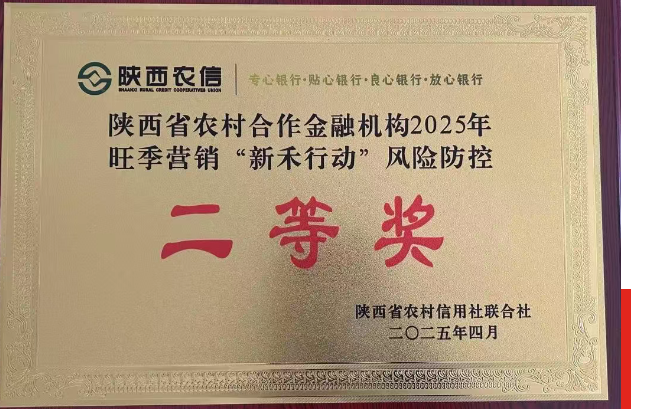 陕西农信
SHAANXI RURAL CREDIT COOPERATIVES UNION
专心银行·贴心银行·良心银行·放心银行
陕西省农村合作金融机构2025年
旺季营销“新禾行动”风险防控
二等奖
陕西省农村信用社联合社
二〇二五年四月